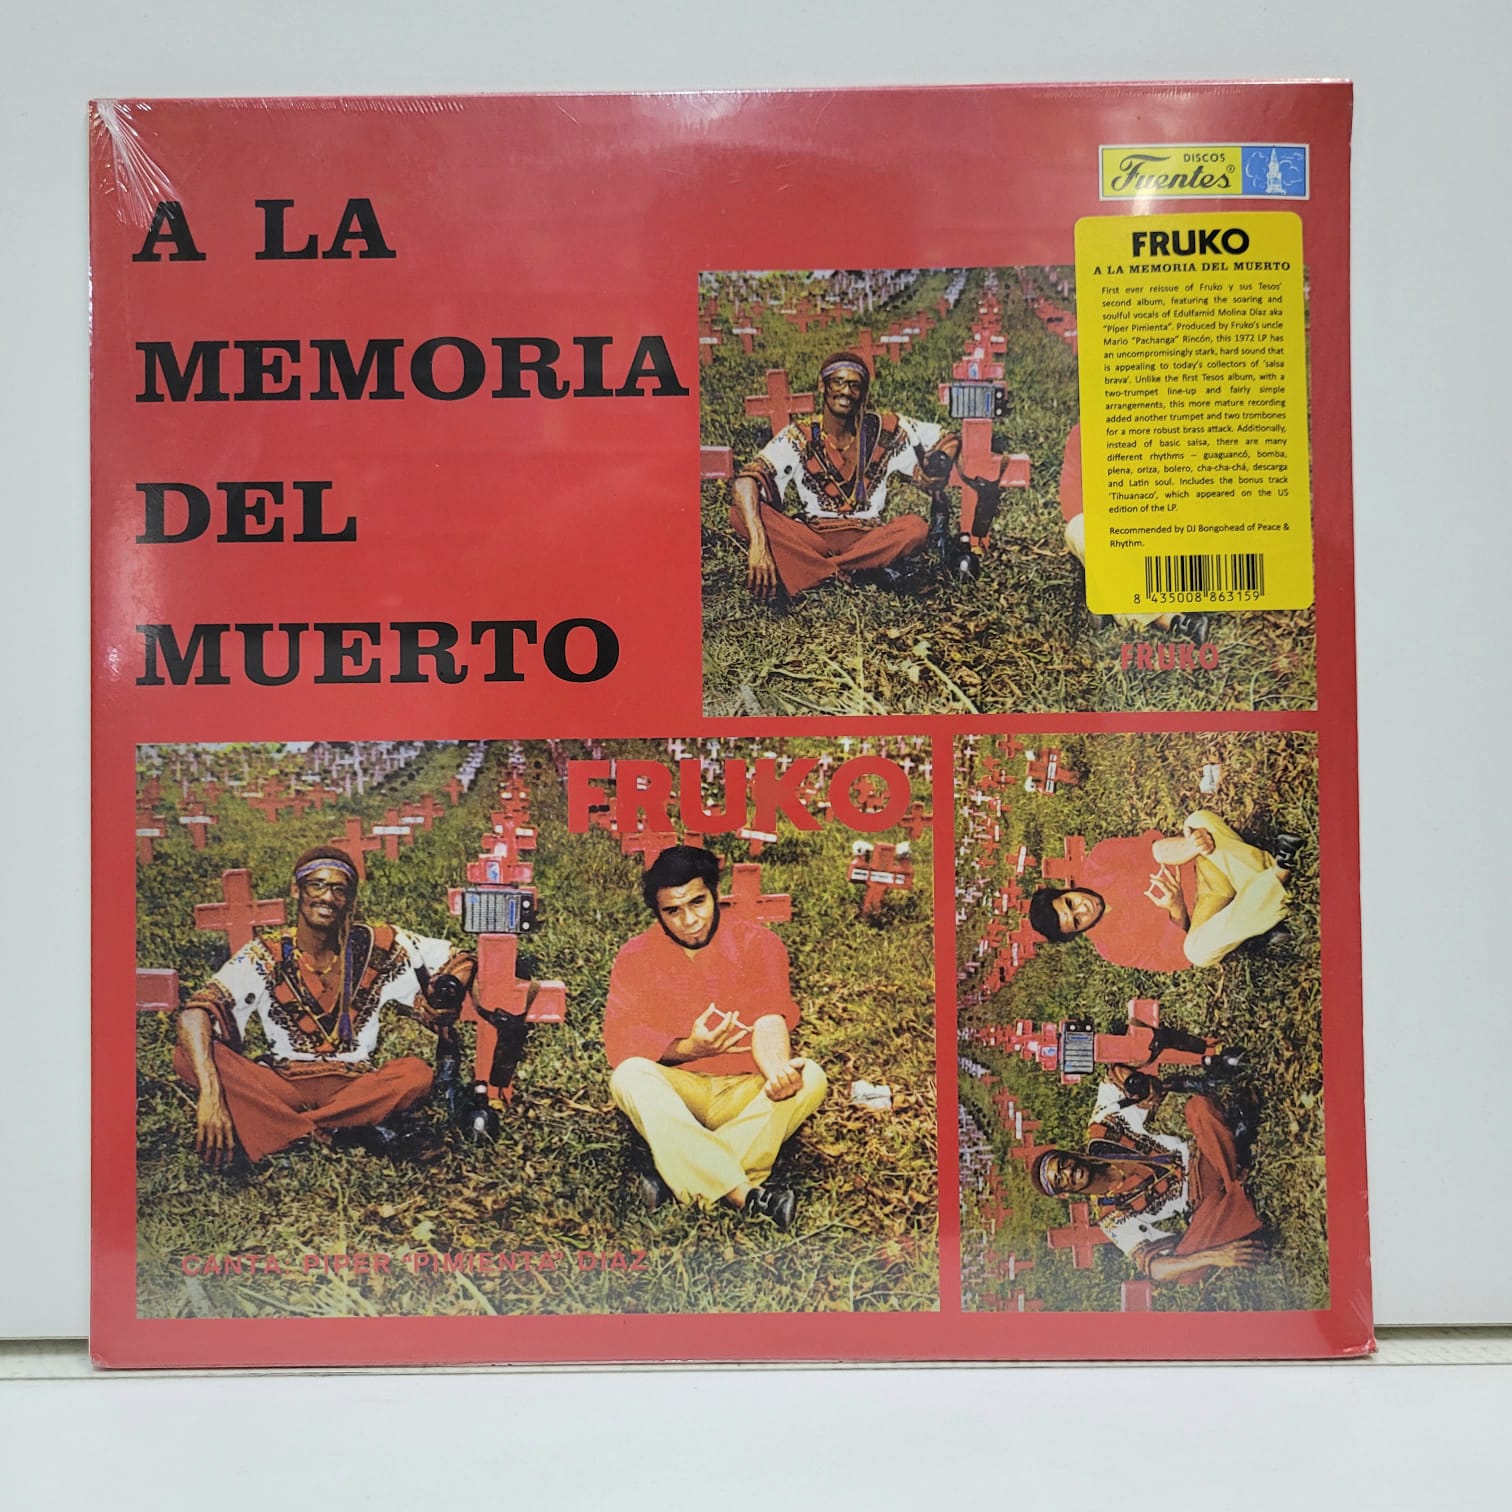 A LA
MEMORIA
DEL
MUERTO
DISCOS
Fuentes®
FRUKO
A LA MEMORIA DEL MUERTO
First ever reissue of Fruko y sus Tesos'
second album, featuring the soaring and
soulful vocals of Edulfamid Molina Díaz aka
"Piper Pimienta". Produced by Fruko's uncle
Mario "Pachanga" Rincón, this 1972 LP has
an uncompromisingly stark, hard sound that
is appealing to today's collectors of 'salsa
brava'. Unlike the first Tesos album, with a
two-trumpet line-up and fairly simple
arrangements, this more mature recording
added another trumpet and two trombones
for a more robust brass attack. Additionally,
instead of basic salsa, there are many
different rhythms – guaguancó, bomba,
plena, oriza, bolero, cha-cha-chá, descarga
and Latin soul. Includes the bonus track
'Tihuanaco', which appeared on the US
edition of the LP.
Recommended by DJ Bongohead of Peace &
Rhythm.
8 435008 863159
FRUKO
FRUKO
CANTA: PIPER "PIMIENTA" DIAZ